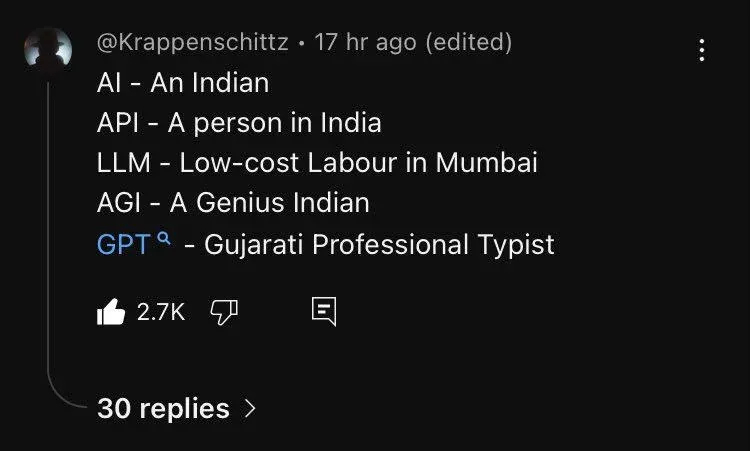 @Krappenschittz • 17 hr ago (edited)
AI - An Indian
API - A person in India
LLM - Low-cost Labour in Mumbai
AGI - A Genius Indian
GPT - Gujarati Professional Typist
2.7K
30 replies